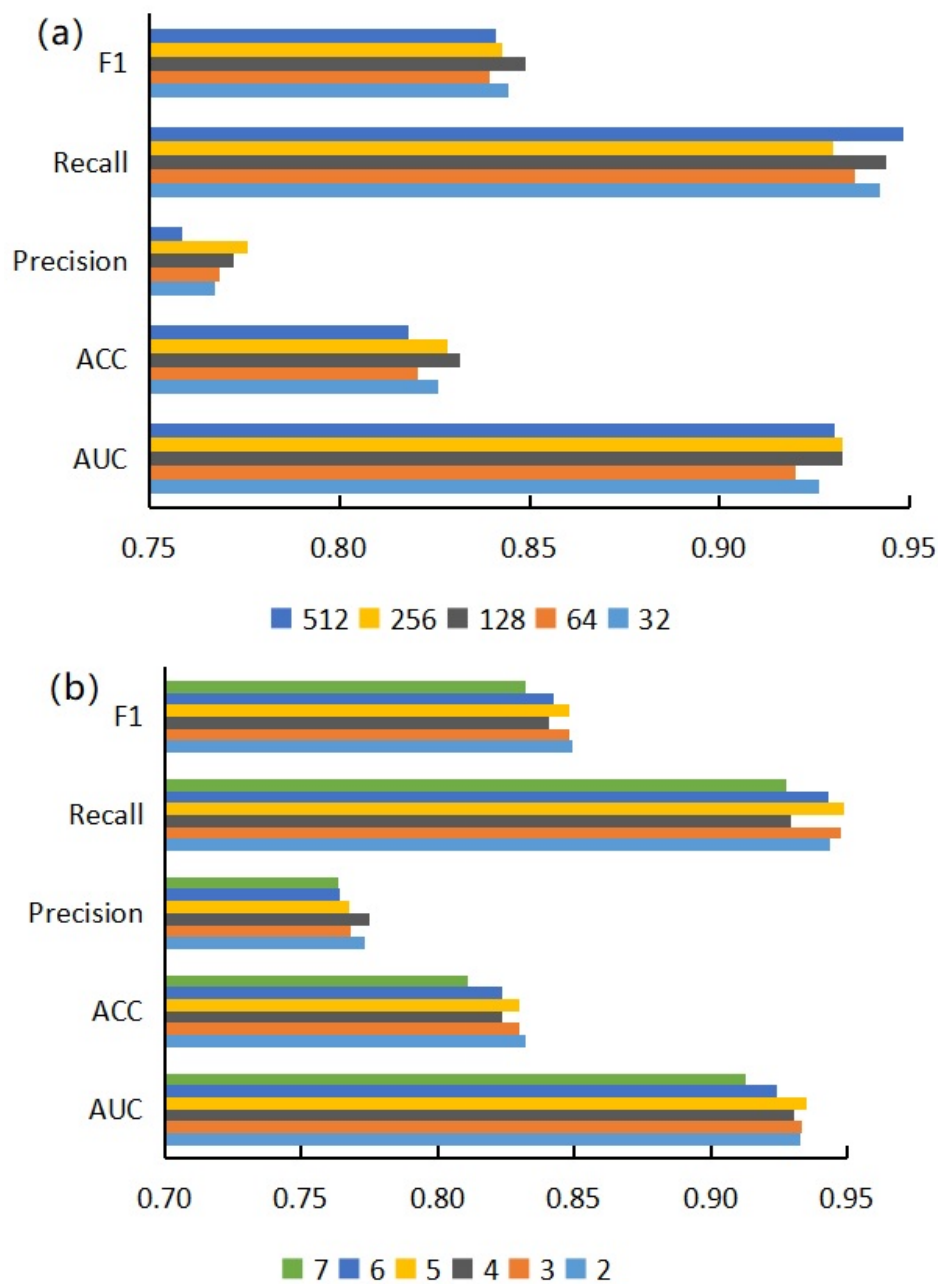 (a)
F1
Recall
Precision
ACC
AUC
0.75 0.80 0.85 0.90 0.95
512 256 128 64 32
(b)
F1
Recall
Precision
ACC
AUC
0.70 0.75 0.80 0.85 0.90 0.95
7 6 5 4 3 2